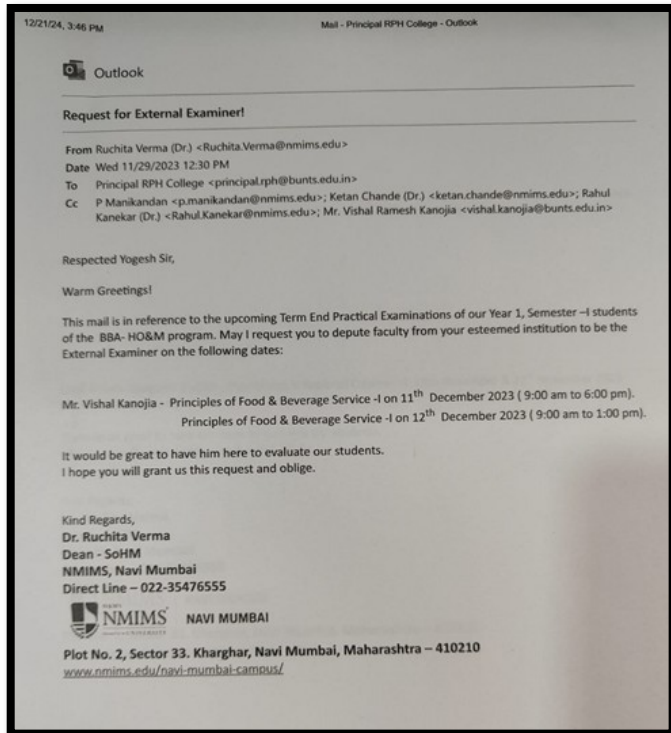 12/21/24, 3:46 PM
Mail - Principal RPH College - Outlook
Outlook
Request for External Examiner!
From Ruchita Verma (Dr.) <Ruchita.Verma@nmims.edu>
Date Wed 11/29/2023 12:30 PM
To Principal RPH College <principal.rph@bunts.edu.in>
Cc P Manikandan <p.manikandan@nmims.edu>; Ketan Chande (Dr.) <ketan.chande@nmims.edu>; Rahul
Kanekar (Dr.) <Rahul.Kanekar@nmims.edu>; Mr. Vishal Ramesh Kanojia <vishal.kanojia@bunts.edu.in>
Respected Yogesh Sir,
Warm Greetings!
This mail is in reference to the upcoming Term End Practical Examinations of our Year 1, Semester –I students
of the BBA- HO&M program. May I request you to depute faculty from your esteemed institution to be the
External Examiner on the following dates:
Mr. Vishal Kanojia - Principles of Food & Beverage Service -I on 11th December 2023 ( 9:00 am to 6:00 pm).
Principles of Food & Beverage Service -I on 12th December 2023 ( 9:00 am to 1:00 pm).
It would be great to have him here to evaluate our students.
I hope you will grant us this request and oblige.
Kind Regards,
Dr. Ruchita Verma
Dean - SoHM
NMIMS, Navi Mumbai
Direct Line – 022-35476555
NMIMS NAVI MUMBAI
Plot No. 2, Sector 33. Kharghar, Navi Mumbai, Maharashtra – 410210
www.nmims.edu/navi-mumbai-campus/